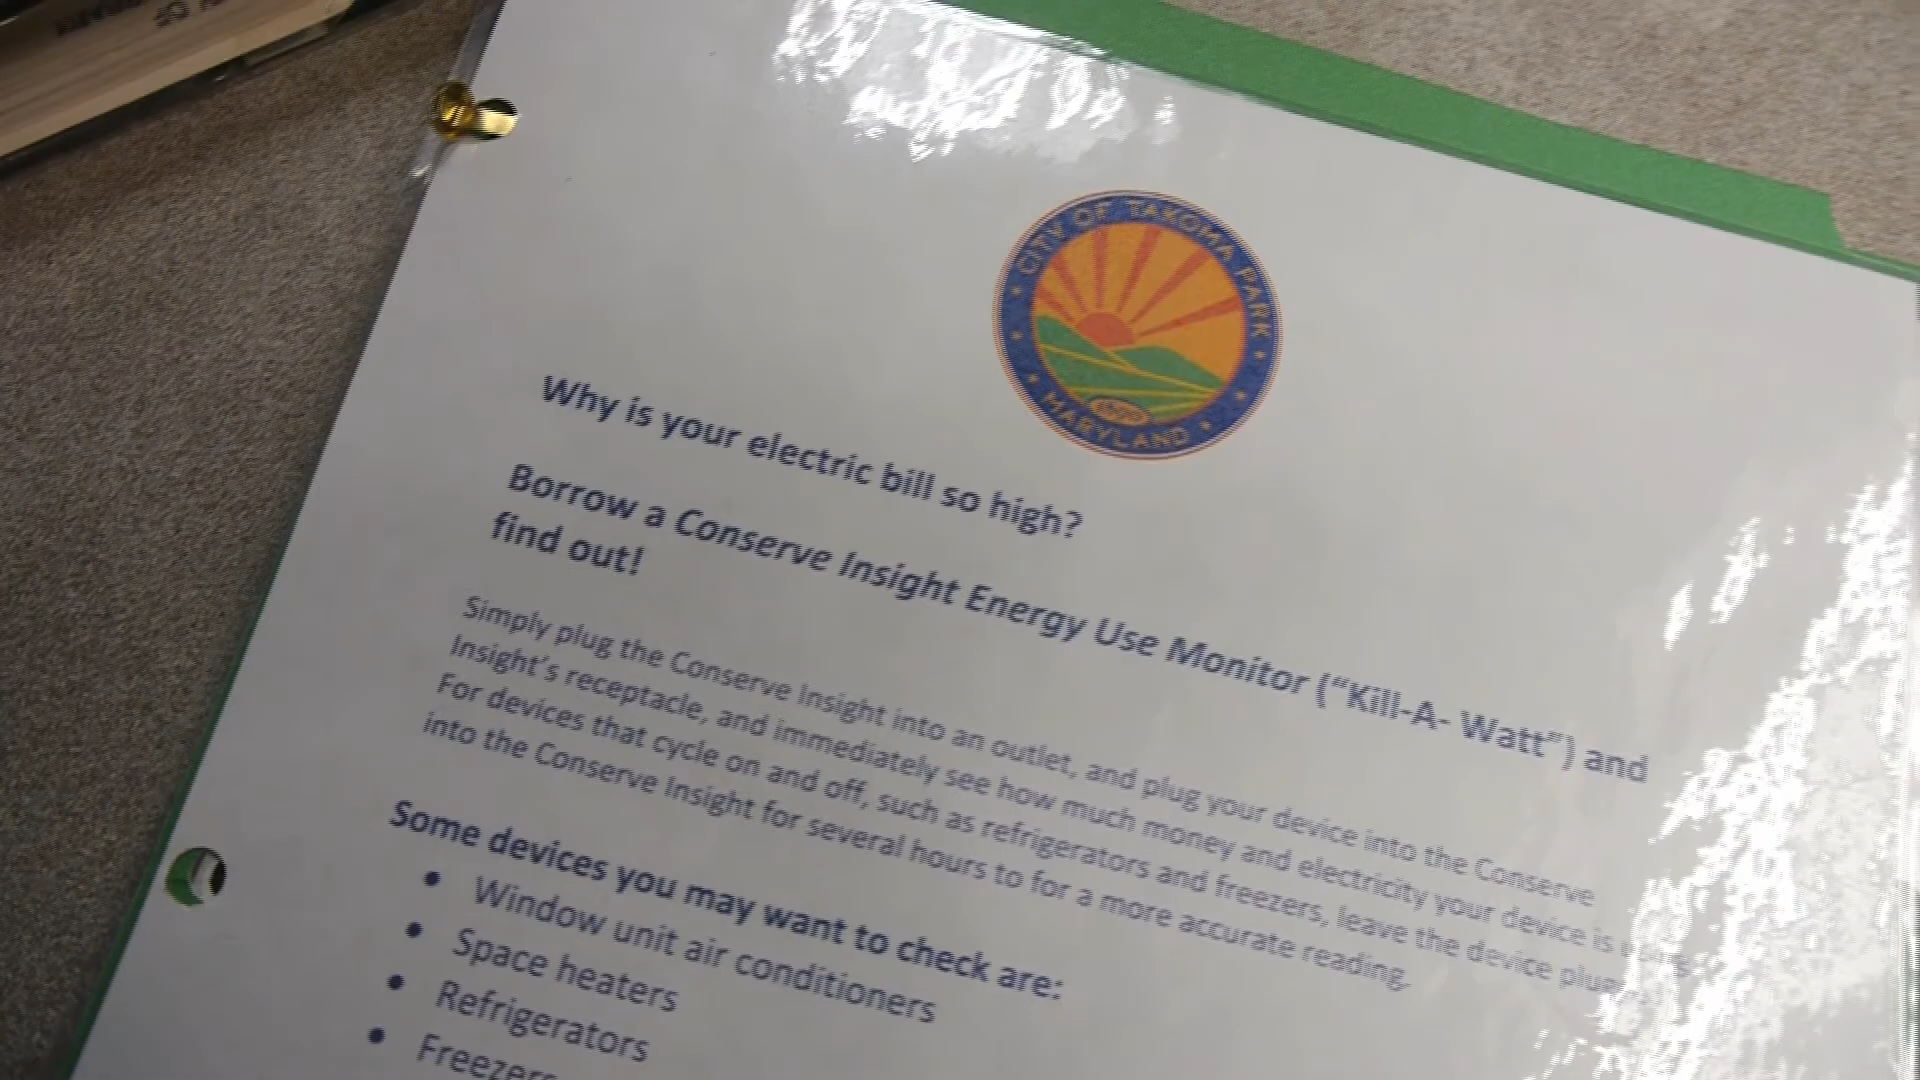 CITY OF TAKOMA PARK
MARYLAND
Why is your electric bill so high?
Borrow a Conserve Insight Energy Use Monitor (“Kill-A- Watt”) and
find out!
Simply plug the Conserve Insight into an outlet, and plug your device into the Conserve
Insight’s receptacle, and immediately see how much money and electricity your device is
For devices that cycle on and off, such as refrigerators and freezers, leave the device
into the Conserve Insight for several hours to for a more accurate reading.
Some devices you may want to check are:
• Window unit air conditioners
• Space heaters
• Refrigerators
• Freezers